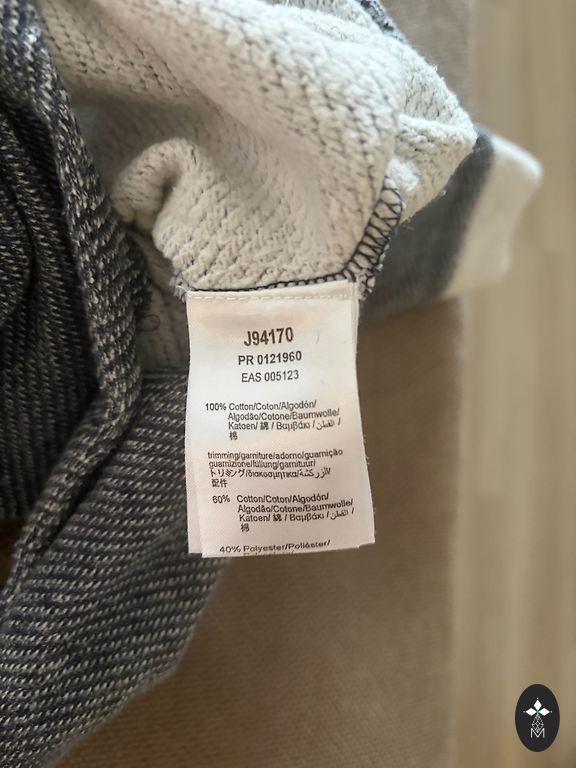 J94170
PR 0121960
EAS 005123
100% Cotton/Coton/Algodón/
Algodão/Cotone/Baumwolle/
Katoen/ 綿 / Βαμβάκι / القطن /
棉
trimming/garniture/adorno/guarnição
guarnizione/füllung/garnituur/
トリミング/διακοσμητικα/الزركشة/
配件
60% Cotton/Coton/Algodón/
Algodão/Cotone/Baumwolle/
Katoen/ 綿 / Βαμβάκι / القطن /
棉
40% Polyester/Poliéster/
M